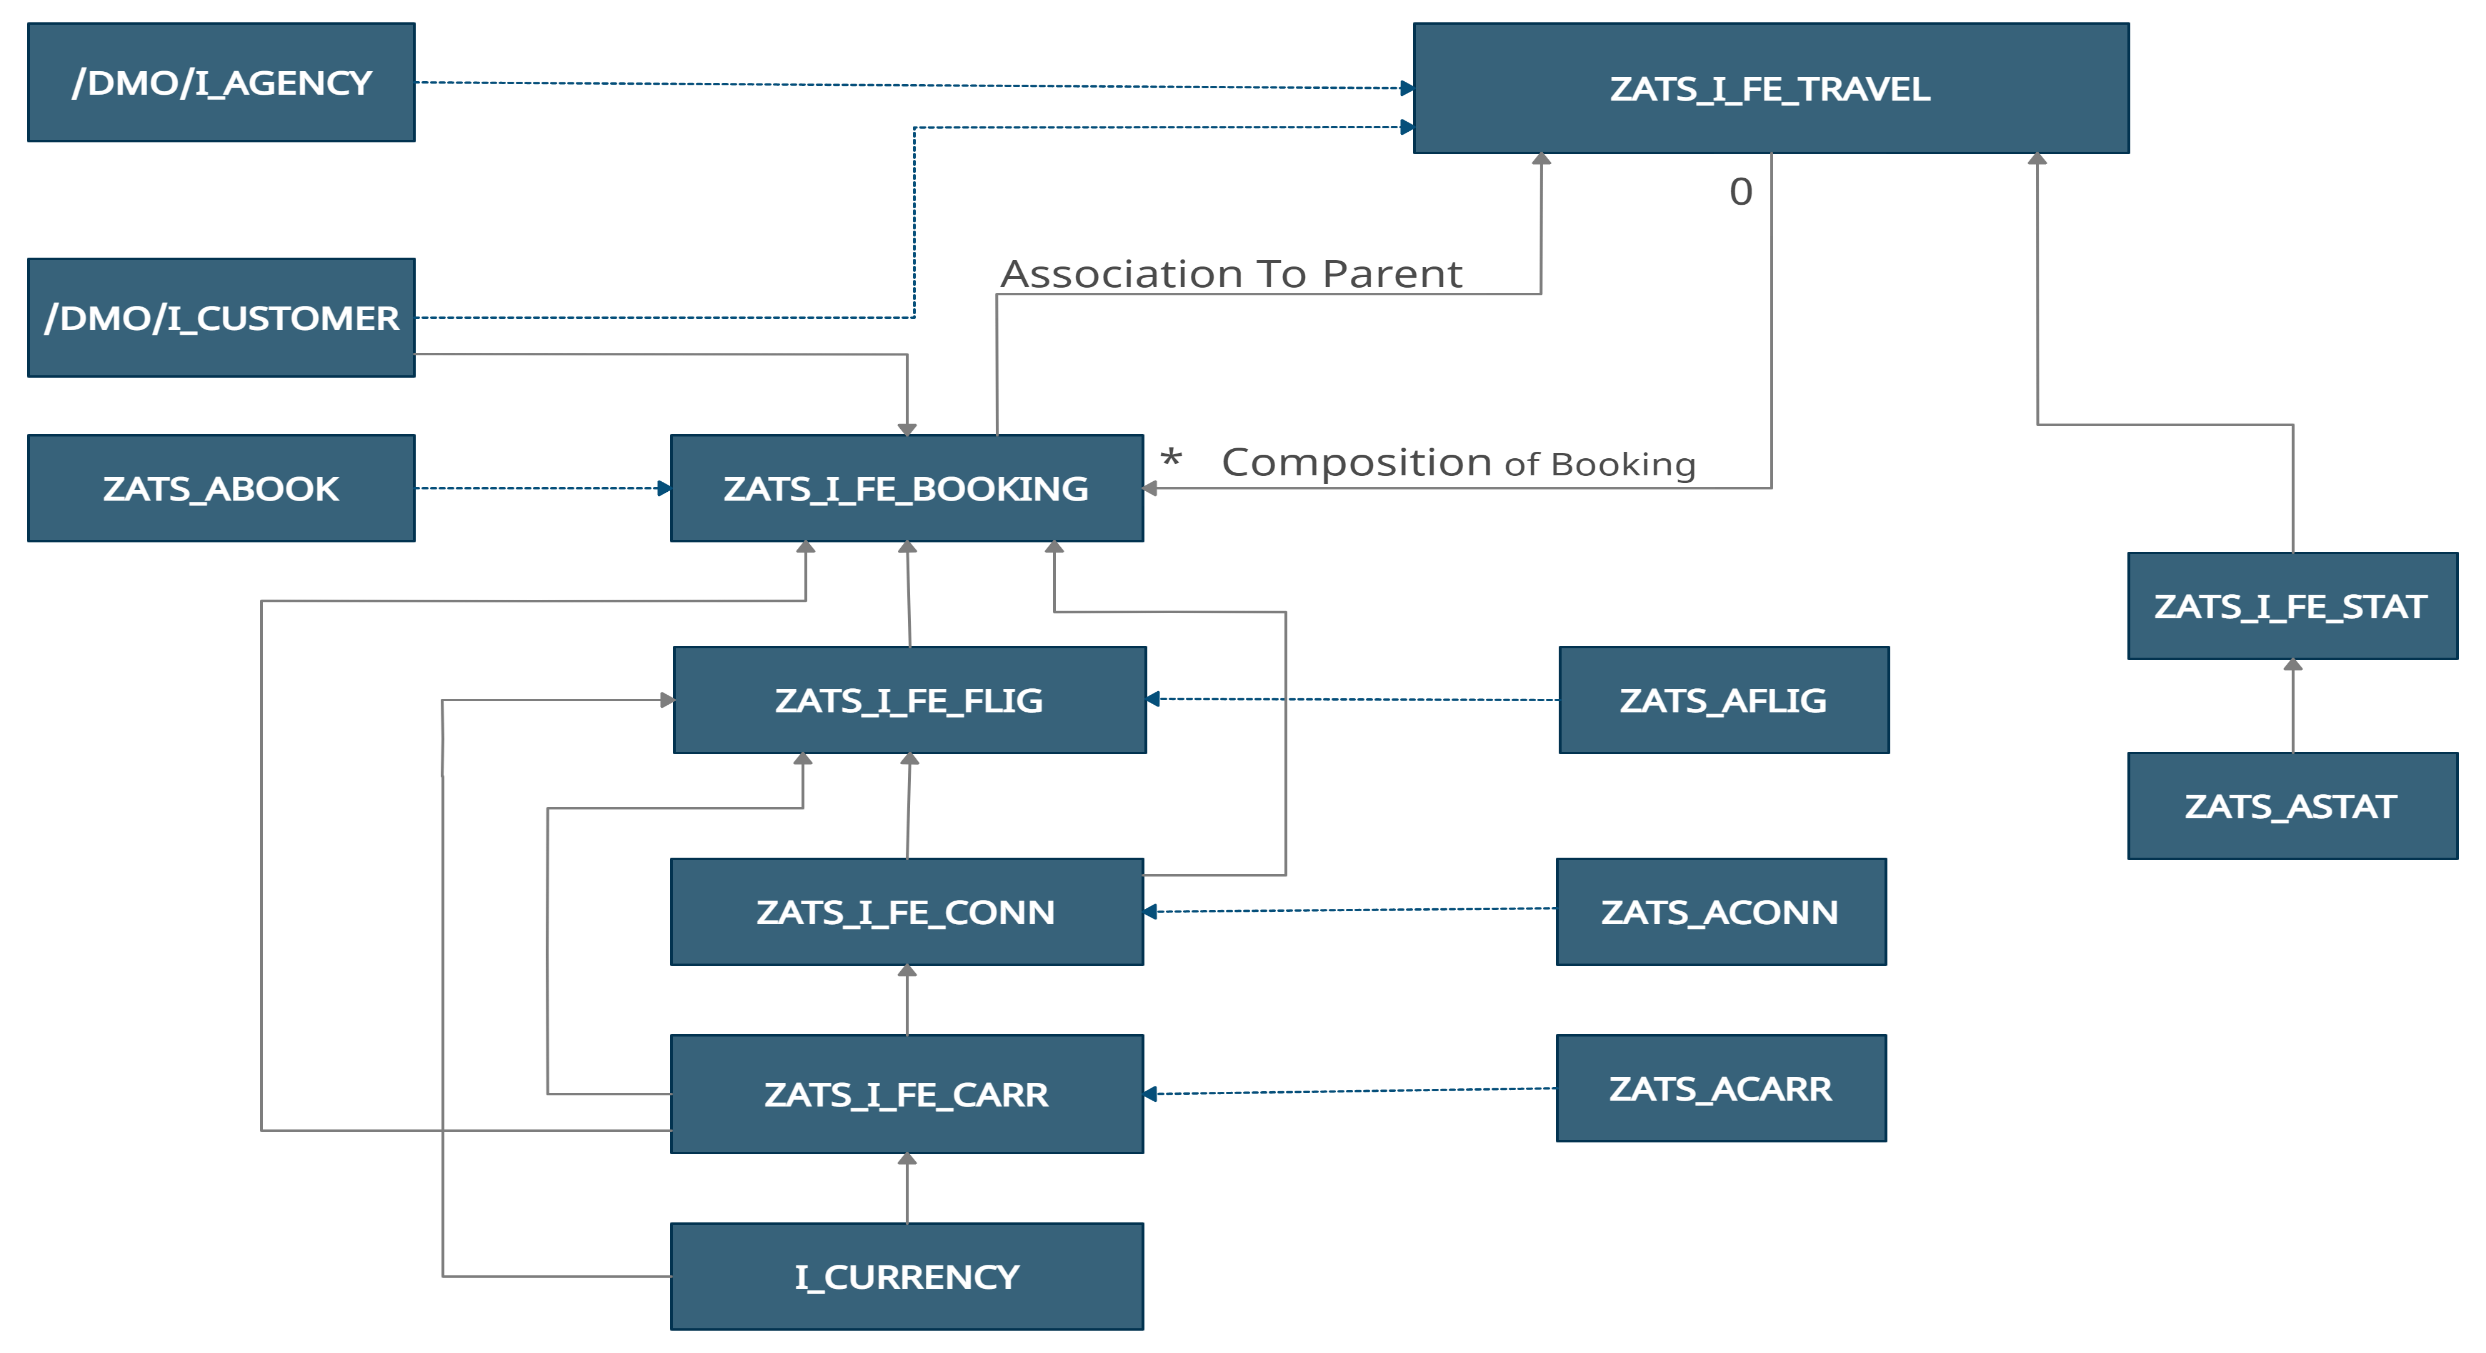 /DMO/I_AGENCY
ZATS_I_FE_TRAVEL
0
Association To Parent
/DMO/I_CUSTOMER
* Composition of Booking
ZATS_ABOOK
ZATS_I_FE_BOOKING
ZATS_I_FE_STAT
ZATS_I_FE_FLIG
ZATS_AFLIG
ZATS_ASTAT
ZATS_I_FE_CONN
ZATS_ACONN
ZATS_I_FE_CARR
ZATS_ACARR
I_CURRENCY